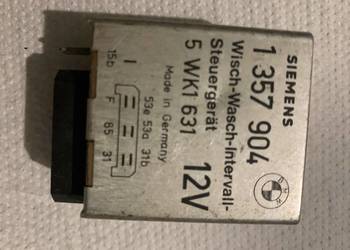 SIEMENS
1 357 904
Wisch-Wasch-Intervall-
Steuergerät
5 WK1 631 12V
Made in Germany
53e 53a 31b
15b I
F 85 31
BMW